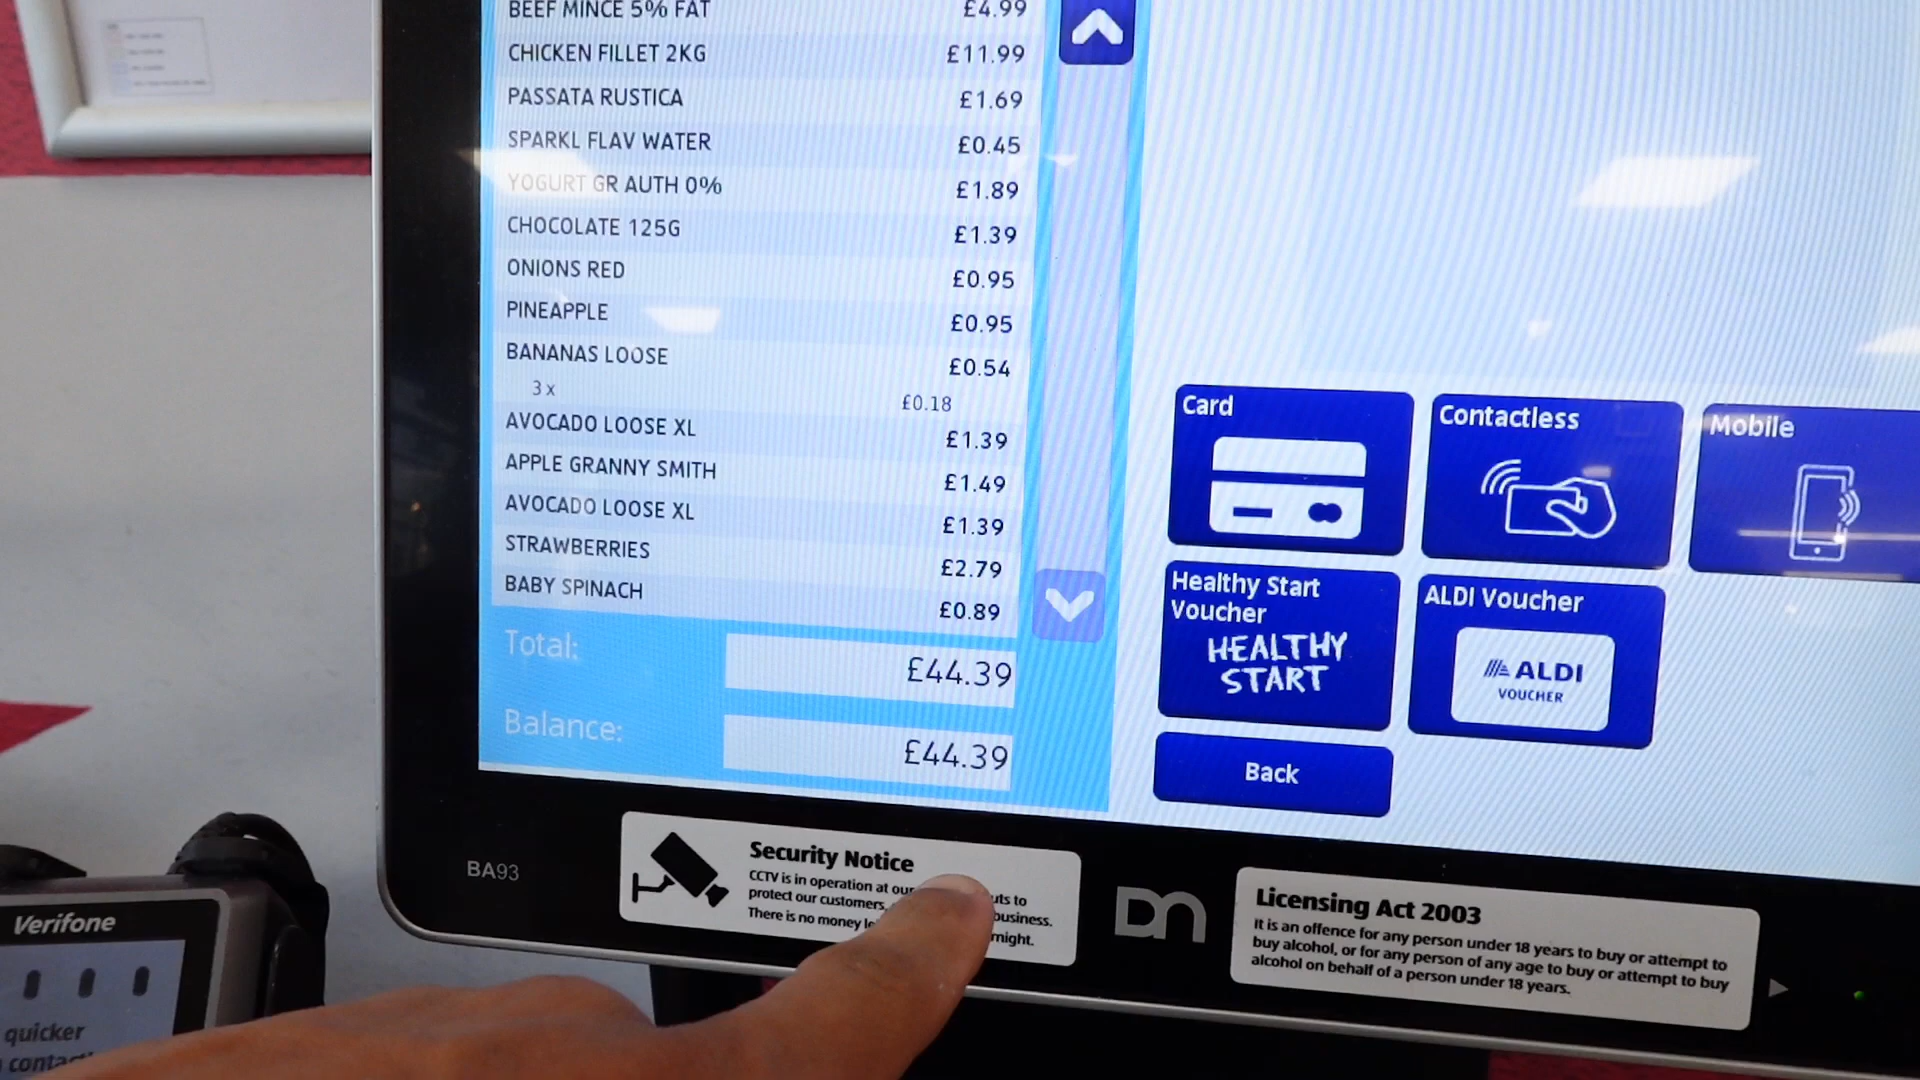 BEEF MINCE 5% FAT £4.99
CHICKEN FILLET 2KG £11.99
PASSATA RUSTICA £1.69
SPARKL FLAV WATER £0.45
YOGURT GR AUTH 0% £1.89
CHOCOLATE 125G £1.39
ONIONS RED £0.95
PINEAPPLE £0.95
BANANAS LOOSE £0.54
3 x £0.18
AVOCADO LOOSE XL £1.39
APPLE GRANNY SMITH £1.49
AVOCADO LOOSE XL £1.39
STRAWBERRIES £2.79
BABY SPINACH £0.89
Total: £44.39
Balance: £44.39
Card
Contactless
Mobile
Healthy Start
Voucher
HEALTHY
START
ALDI Voucher
ALDI
VOUCHER
Back
BA93
Security Notice
CCTV is in operation at our uts to
protect our customers, business.
There is no money night.
DN
Licensing Act 2003
It is an offence for any person under 18 years to buy or attempt to
buy alcohol, or for any person of any age to buy or attempt to buy
alcohol on behalf of a person under 18 years.
Verifone
quicker